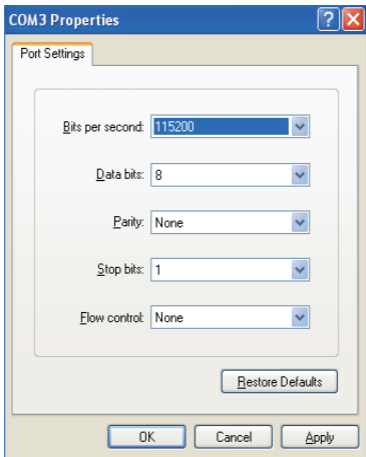 COM3 Properties
Port Settings
Bits per second: 115200
Data bits: 8
Parity: None
Stop bits: 1
Flow control: None
Restore Defaults
OK Cancel Apply